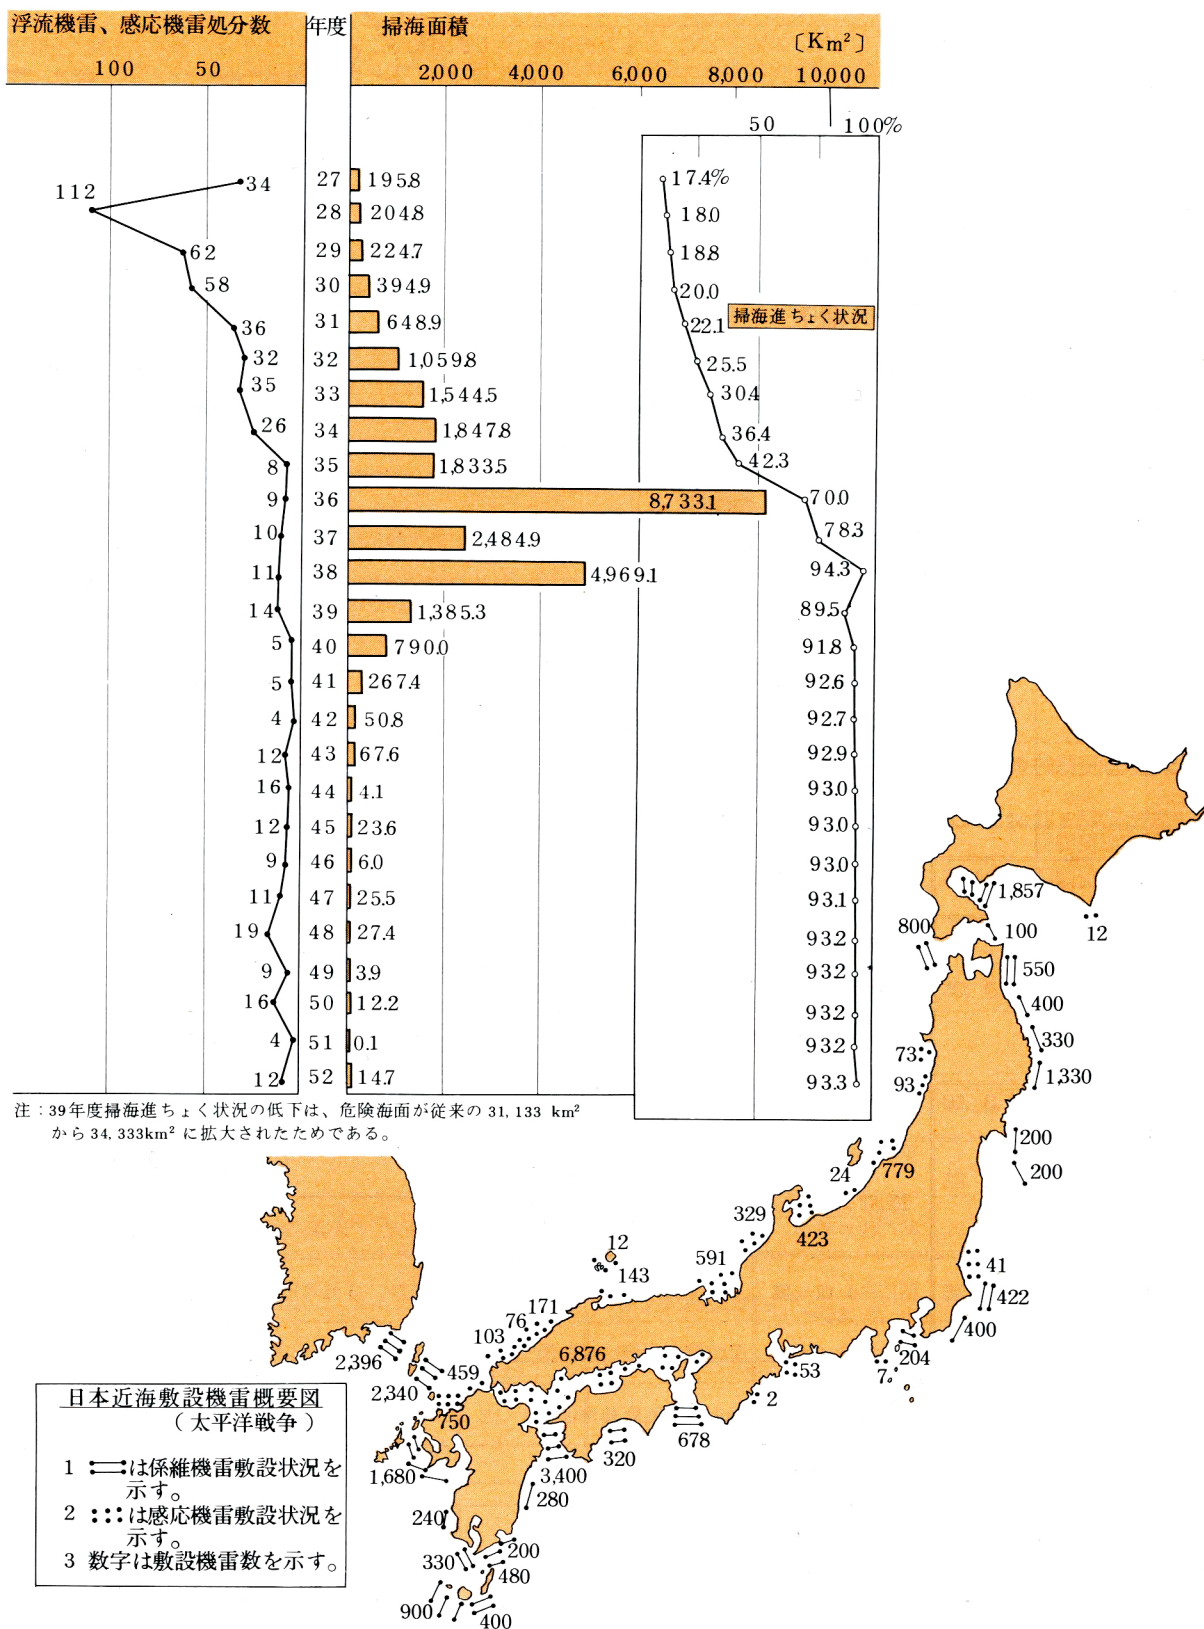 浮流機雷、感応機雷処分数 年度 掃海面積
〔Km²〕
100 50 2,000 4,000 6,000 8,000 10,000
50 100%
34 27 195.8 17.4%
112 28 204.8 18.0
62 29 224.7 18.8
58 30 394.9 20.0
掃海進ちょく状況
36 31 648.9 22.1
32 32 1,059.8 25.5
35 33 1,544.5 30.4
26 34 1,847.8 36.4
8 35 1,833.5 42.3
9 36 8,733.1 70.0
10 37 2,484.9 78.3
11 38 4,969.1 94.3
14 39 1,385.3 89.5
5 40 790.0 91.8
5 41 267.4 92.6
4 42 50.8 92.7
12 43 67.6 92.9
16 44 4.1 93.0
12 45 23.6 93.0
9 46 6.0 93.0
11 47 25.5 93.1
19 48 27.4 93.2
9 49 3.9 93.2
16 50 12.2 93.2
4 51 0.1 93.2
12 52 14.7 93.3
注：39年度掃海進ちょく状況の低下は、危険海面が従来の 31,133 km²
から 34,333km² に拡大されたためである。
1,857
12
800
100
550
400
330
73
93
1,330
200
200
779
24
329
423
12
143
591
41
422
400
204
7
53
2
171
76
103
6,876
2,396
459
2,340
750
678
320
1,680
3,400
280
240
200
330
480
900
400
日本近海敷設機雷概要図
（太平洋戦争）
1 は係維機雷敷設状況を
示す。
2 は感応機雷敷設状況を
示す。
3 数字は敷設機雷数を示す。